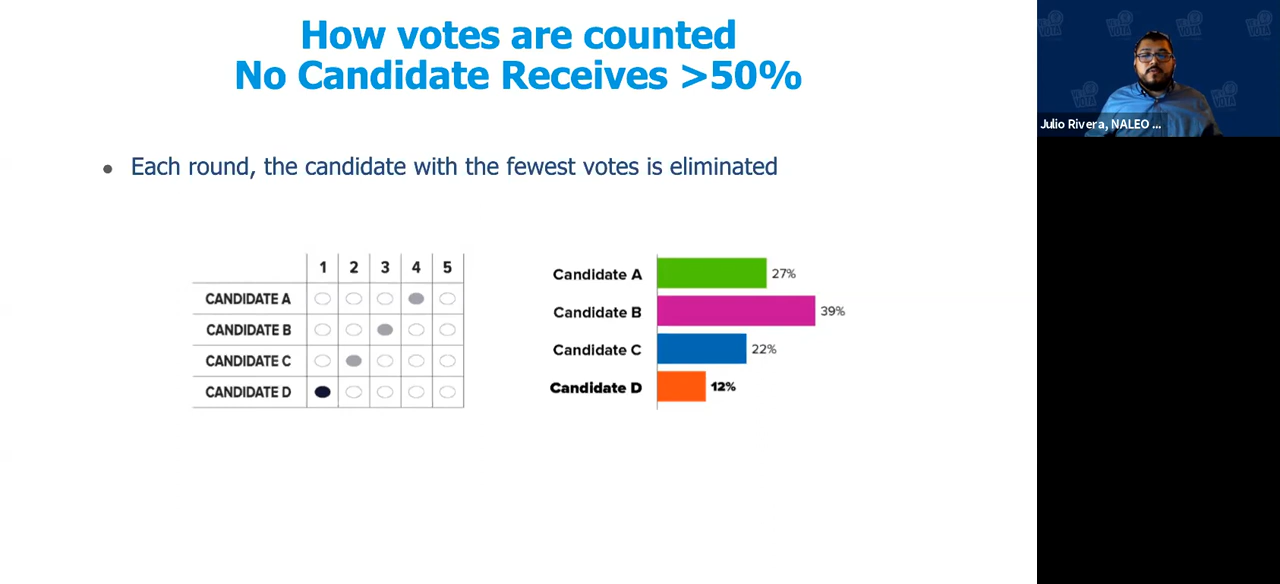 How votes are counted
No Candidate Receives >50%
• Each round, the candidate with the fewest votes is eliminated
1 2 3 4 5
CANDIDATE A
CANDIDATE B
CANDIDATE C
CANDIDATE D
Candidate A 27%
Candidate B 39%
Candidate C 22%
Candidate D 12%
Julio Rivera, NALEO ...